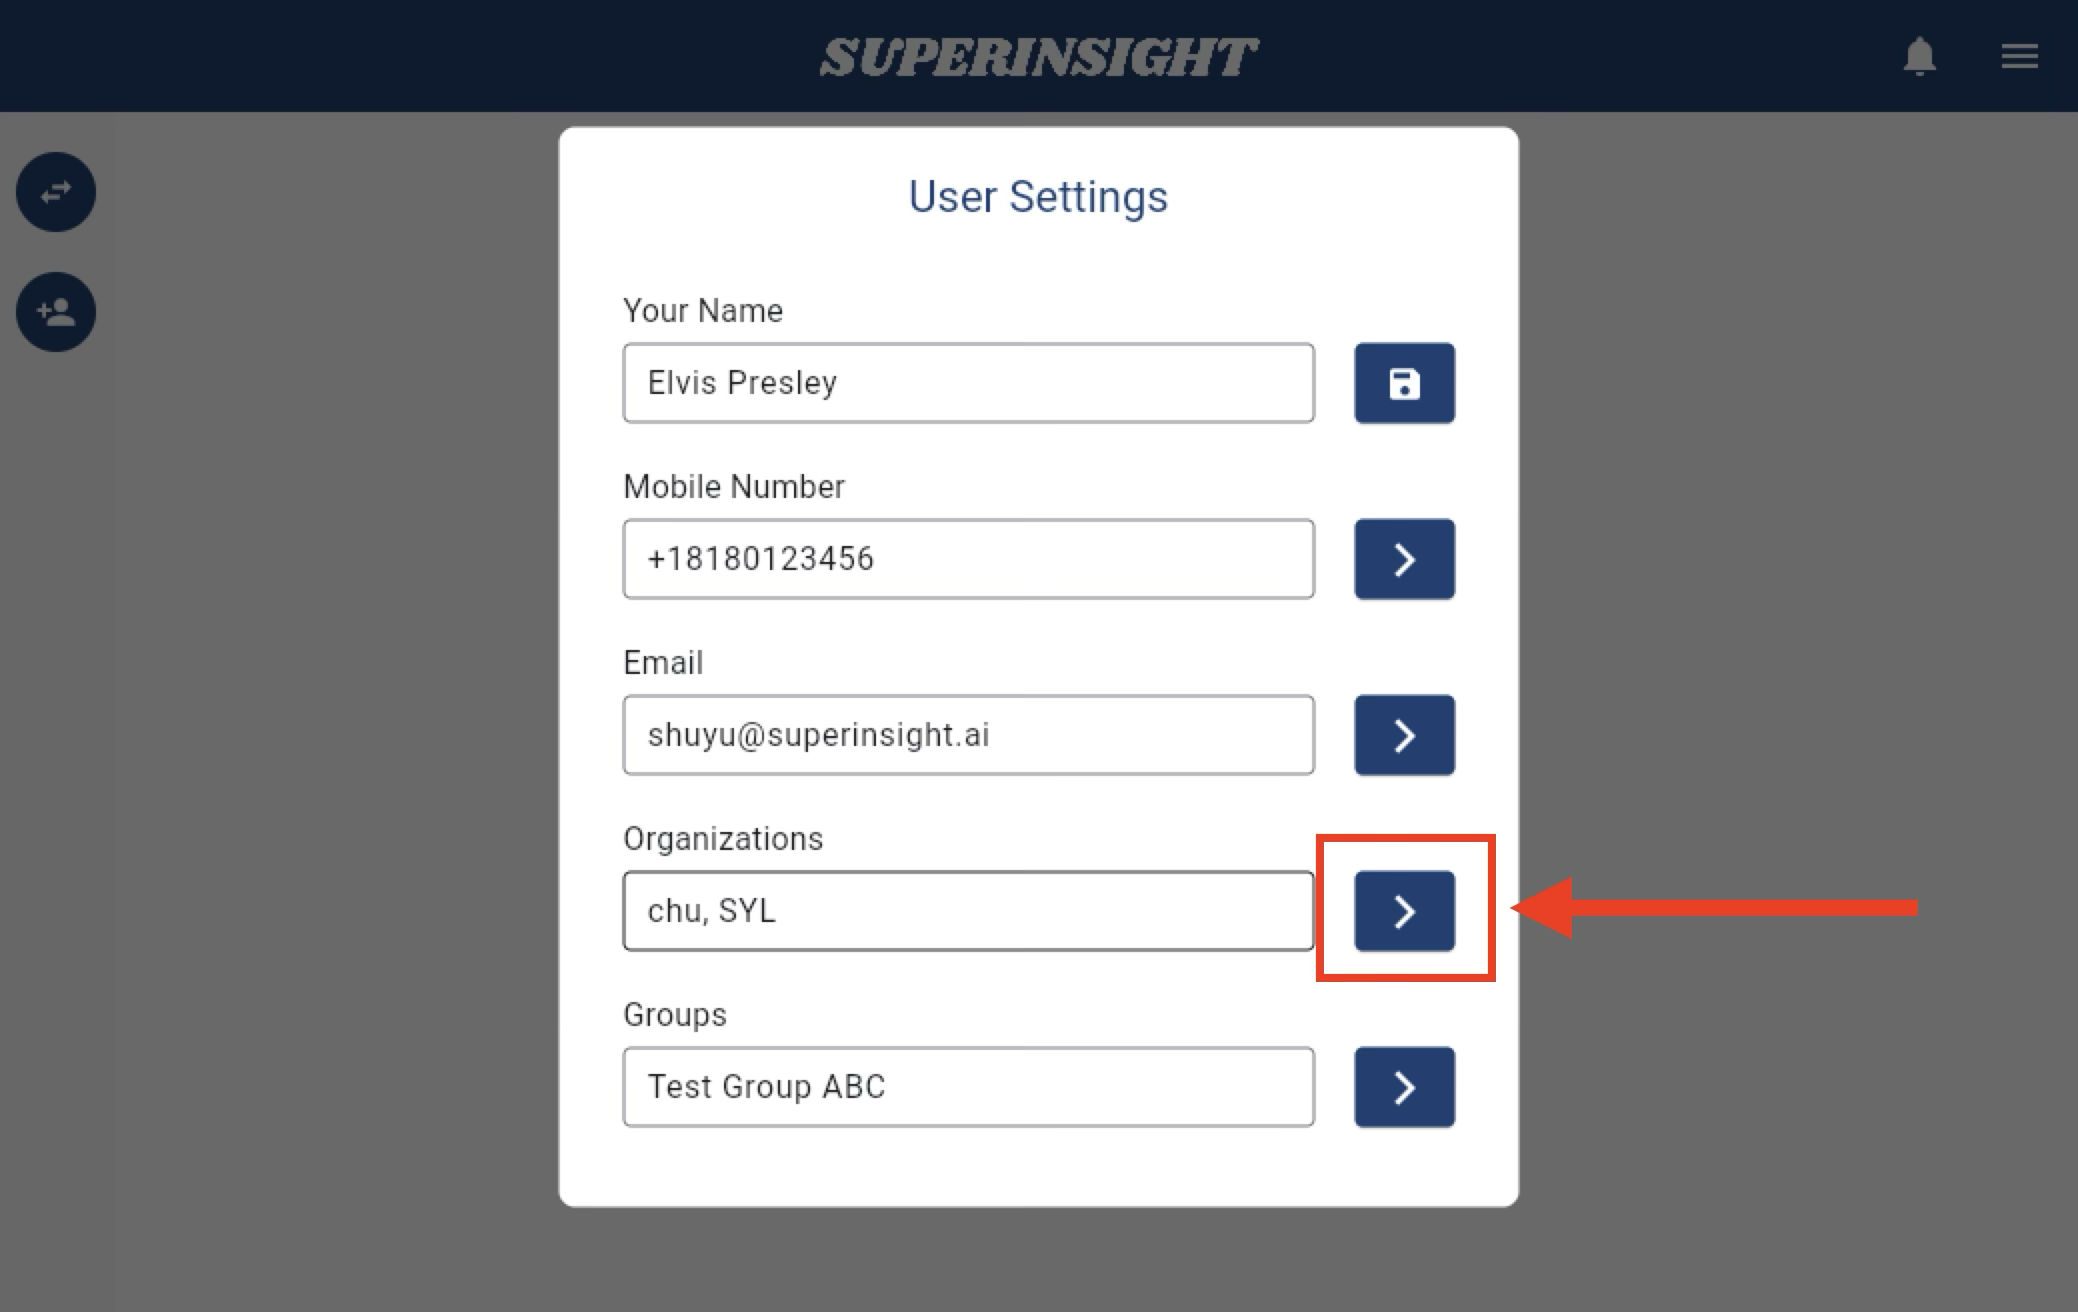 SUPERINSIGHT
User Settings
Your Name
Elvis Presley
Mobile Number
+18180123456
Email
shuyu@superinsight.ai
Organizations
chu, SYL
Groups
Test Group ABC